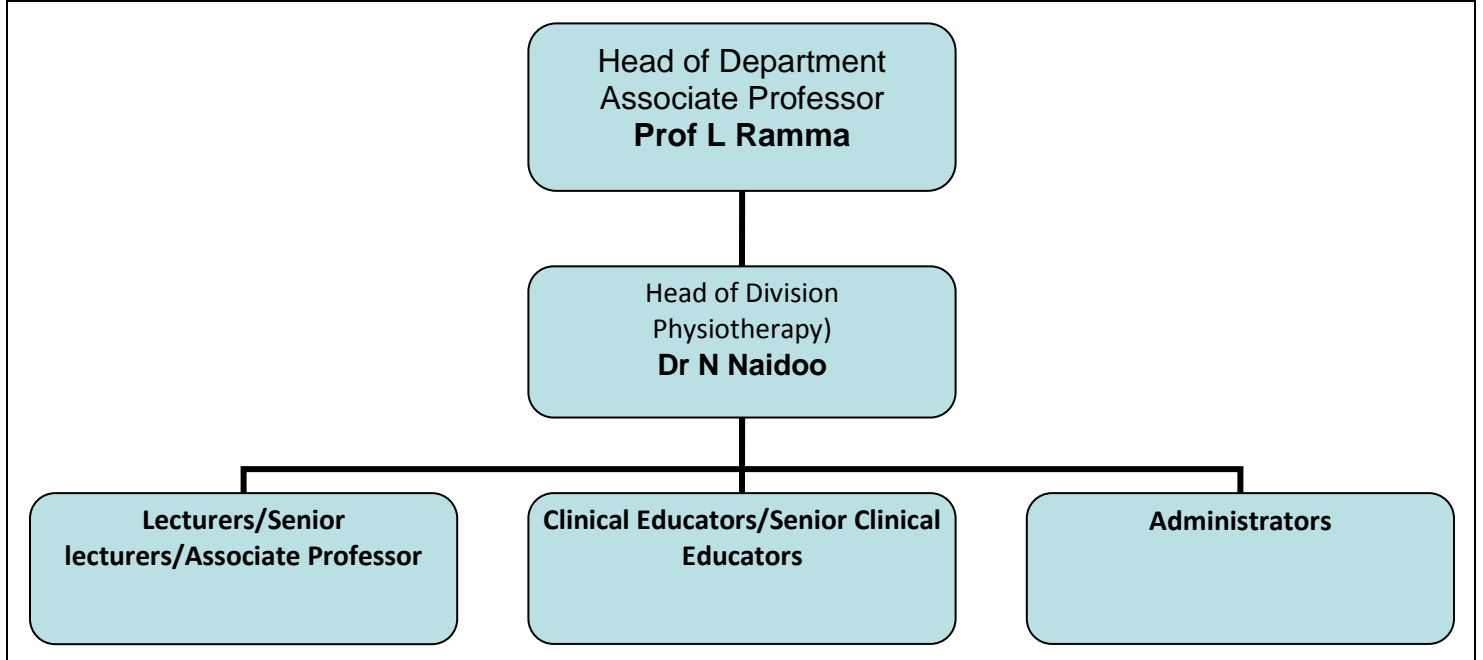 Head of Department
Associate Professor
Prof L Ramma
Head of Division
Physiotherapy)
Dr N Naidoo
Lecturers/Senior
lecturers/Associate Professor
Clinical Educators/Senior Clinical
Educators
Administrators